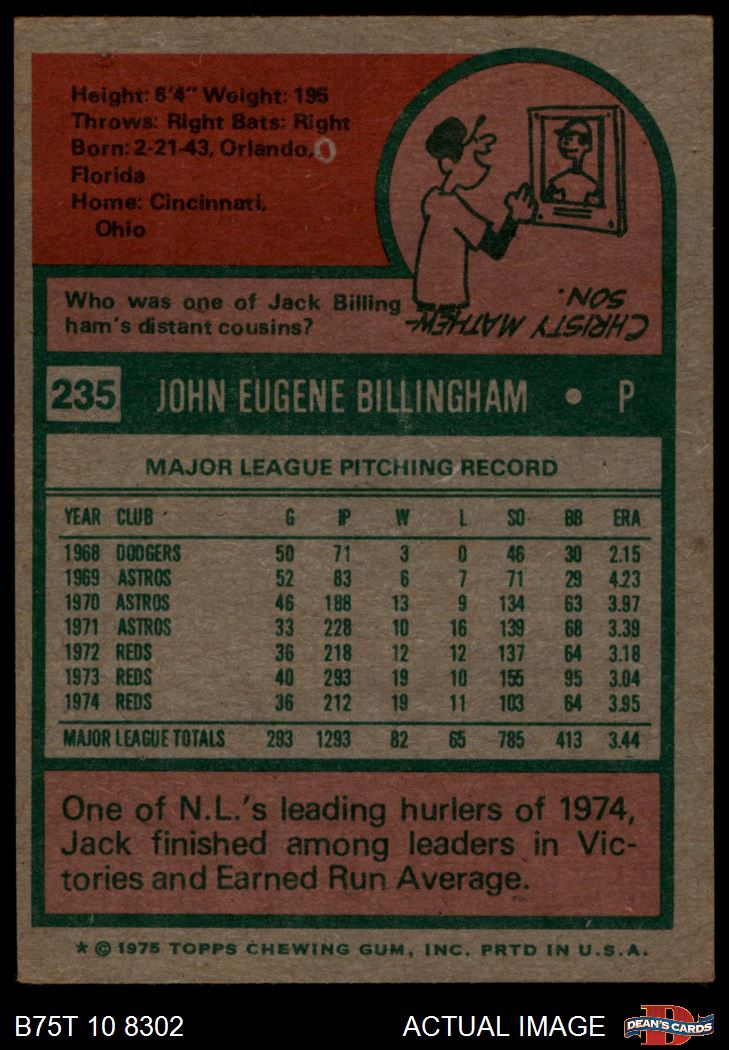 Height: 6'4" Weight: 195
Throws: Right Bats: Right
Born: 2-21-43, Orlando,
Florida
Home: Cincinnati,
Ohio
Who was one of Jack Billing
ham's distant cousins?
CHRISTY MATHEW-
SON.
235 JOHN EUGENE BILLINGHAM • P
MAJOR LEAGUE PITCHING RECORD
YEAR CLUB G IP W L SO BB ERA
1968 DODGERS 50 71 3 0 46 30 2.15
1969 ASTROS 52 83 6 7 71 29 4.23
1970 ASTROS 46 188 13 9 134 63 3.97
1971 ASTROS 33 228 10 16 139 68 3.39
1972 REDS 36 218 12 12 137 64 3.18
1973 REDS 40 293 19 10 155 95 3.04
1974 REDS 36 212 19 11 103 64 3.95
MAJOR LEAGUE TOTALS 293 1293 82 65 785 413 3.44
One of N.L.'s leading hurlers of 1974,
Jack finished among leaders in Vic-
tories and Earned Run Average.
* © 1975 TOPPS CHEWING GUM, INC. PRTD IN U.S.A.
B75T 10 8302 ACTUAL IMAGE DEAN'S CARDS